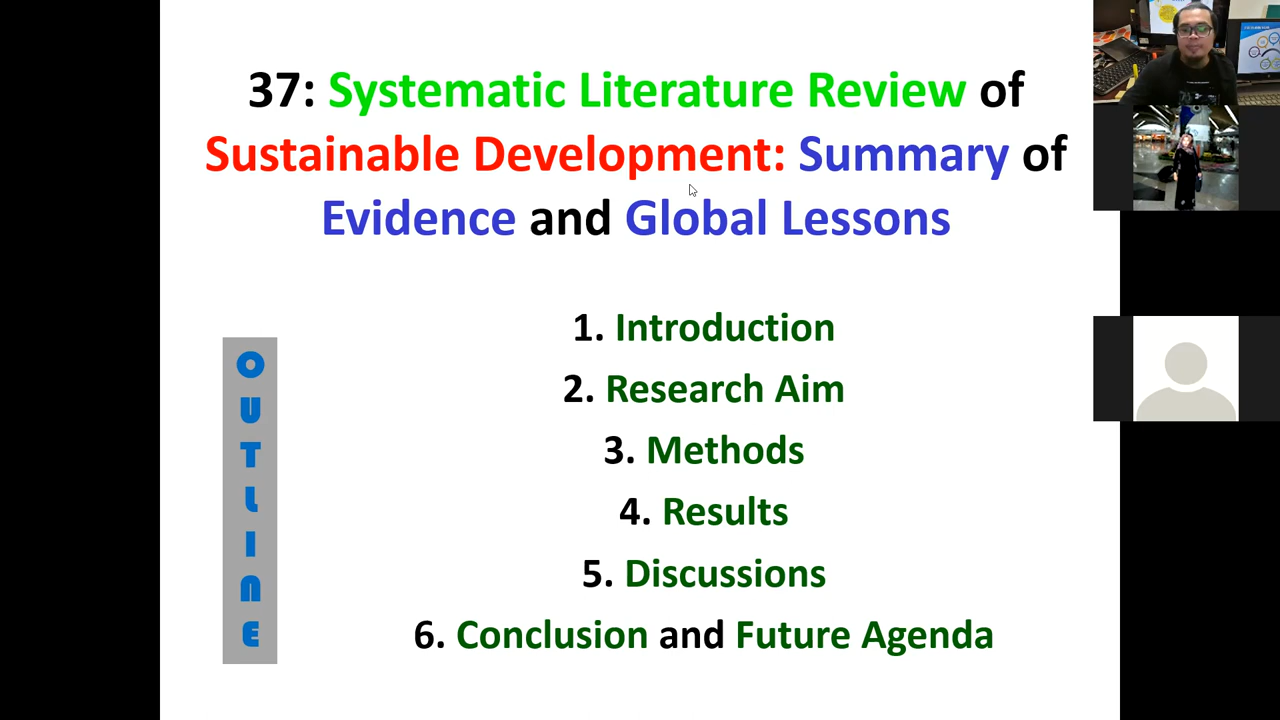 37: Systematic Literature Review of
Sustainable Development: Summary of
Evidence and Global Lessons
OUTLINE
1. Introduction
2. Research Aim
3. Methods
4. Results
5. Discussions
6. Conclusion and Future Agenda